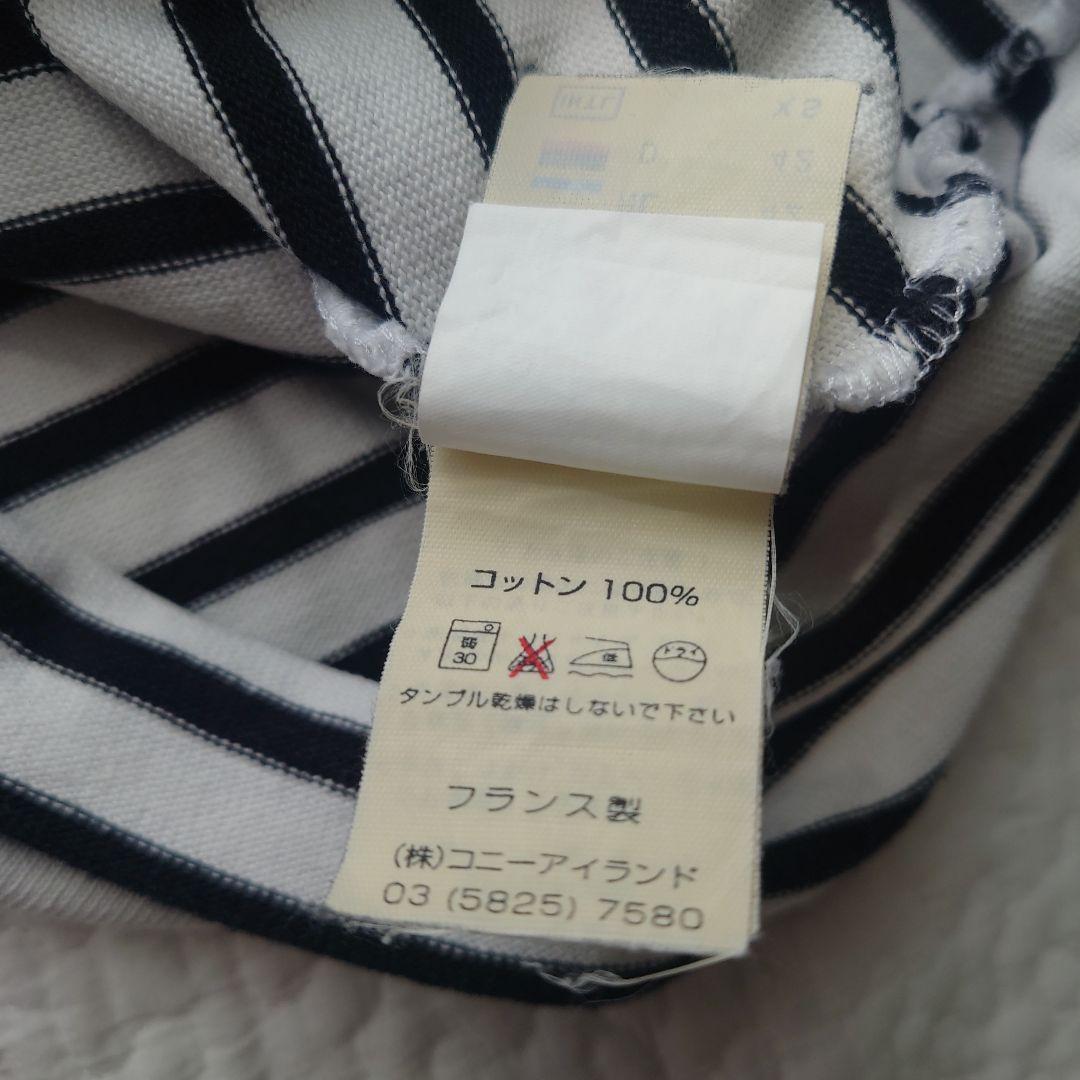 コットン 100%
30 低 ドライ
タンブル乾燥はしないで下さい
フランス製
(株)コニーアイランド
03 (5825) 7580